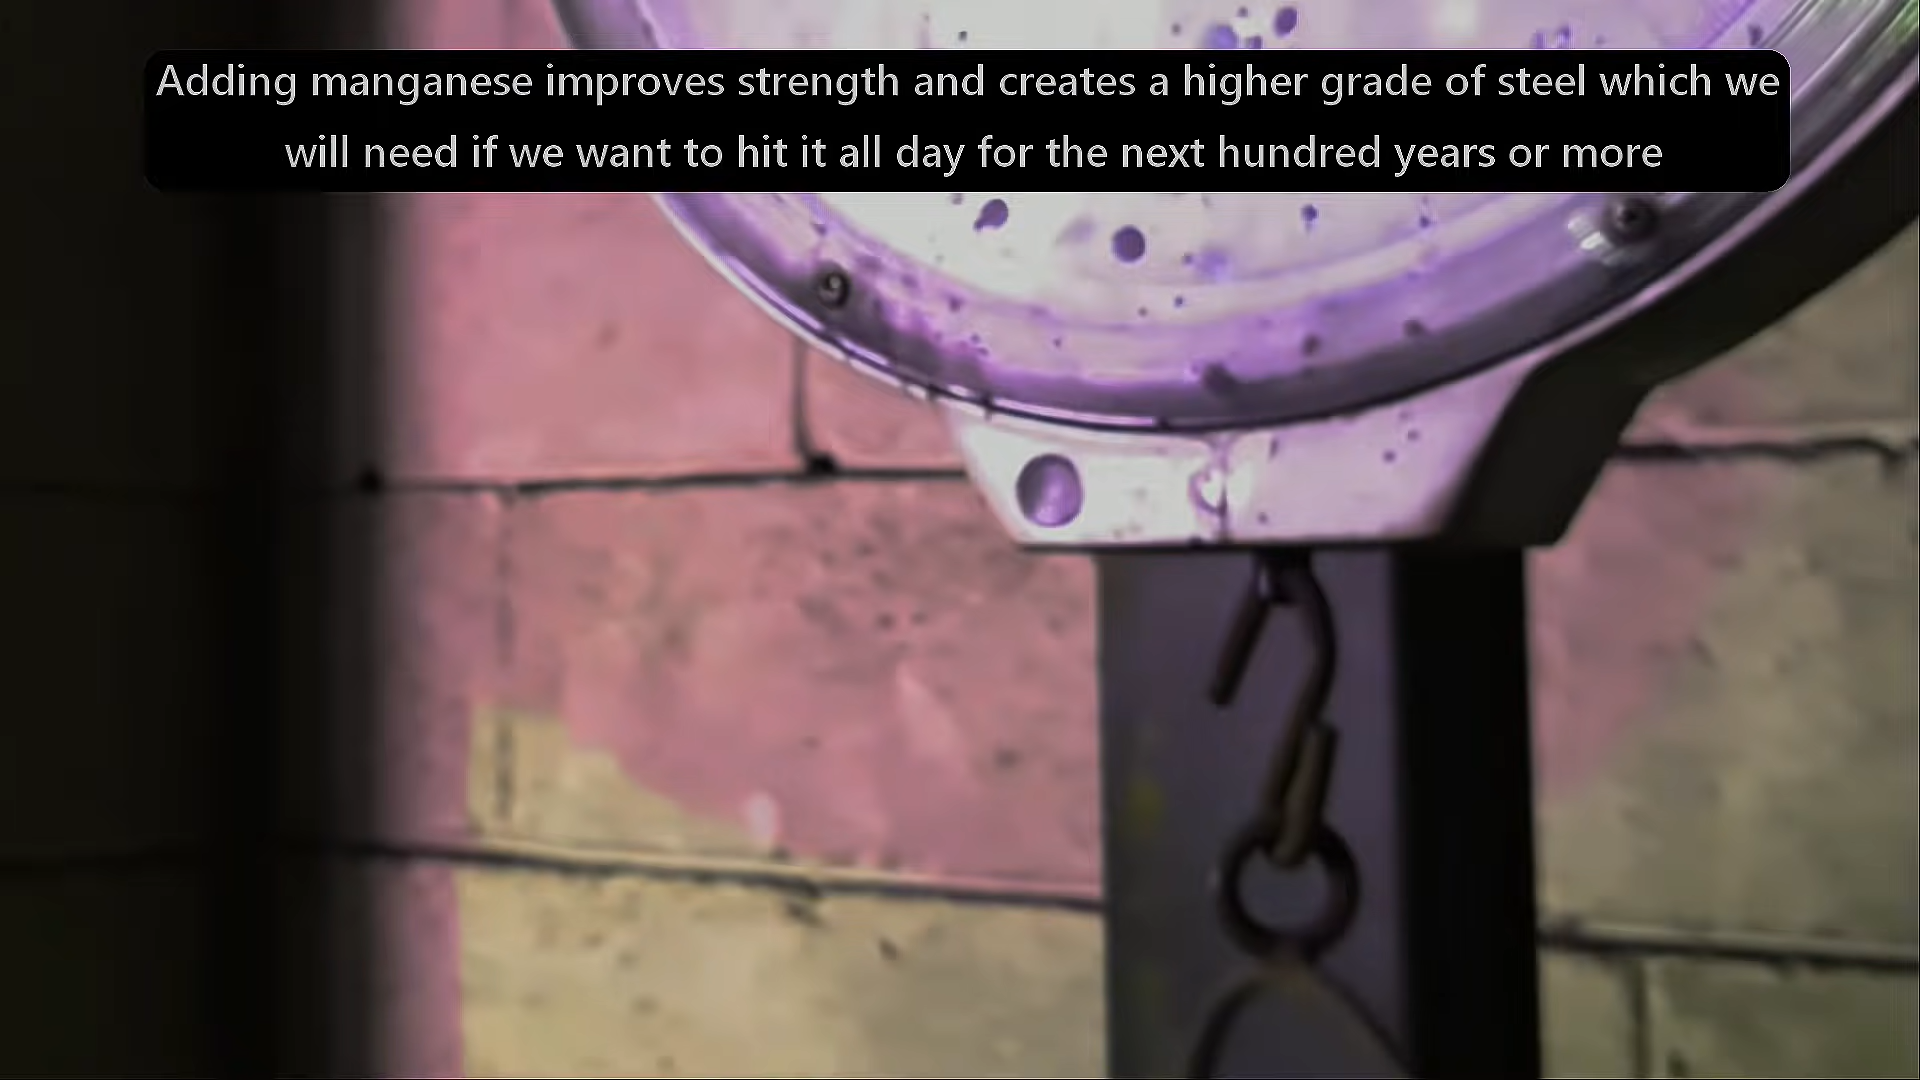 Adding manganese improves strength and creates a higher grade of steel which we
will need if we want to hit it all day for the next hundred years or more